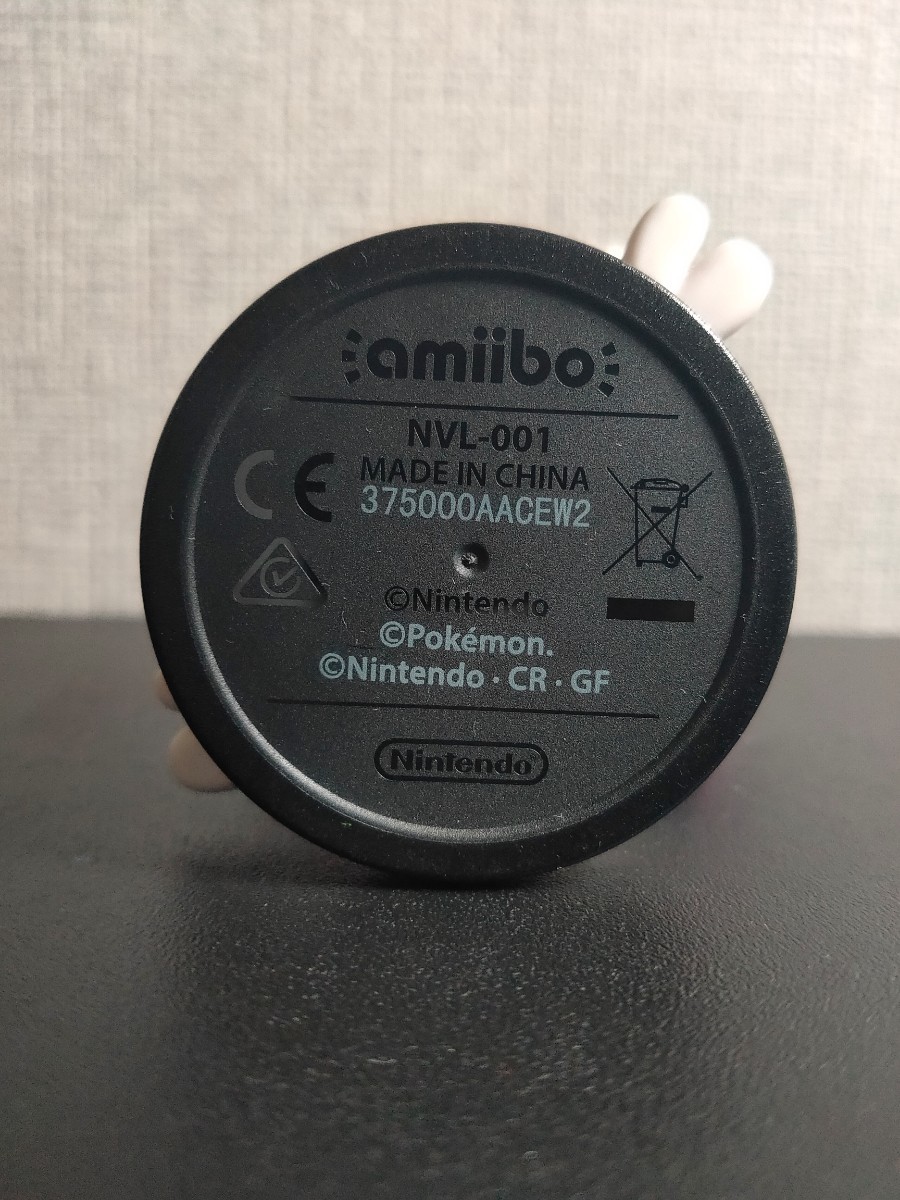 amiibo
NVL-001
MADE IN CHINA
CE
375000AACEW2
©Nintendo
©Pokémon.
©Nintendo · CR · GF
Nintendo